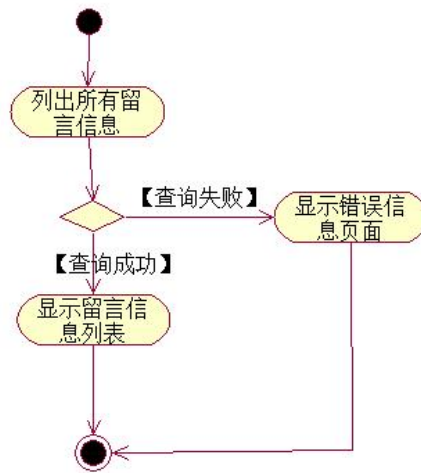 列出所有留
言信息
【查询失败】
显示错误信
息页面
【查询成功】
显示留言信
息列表